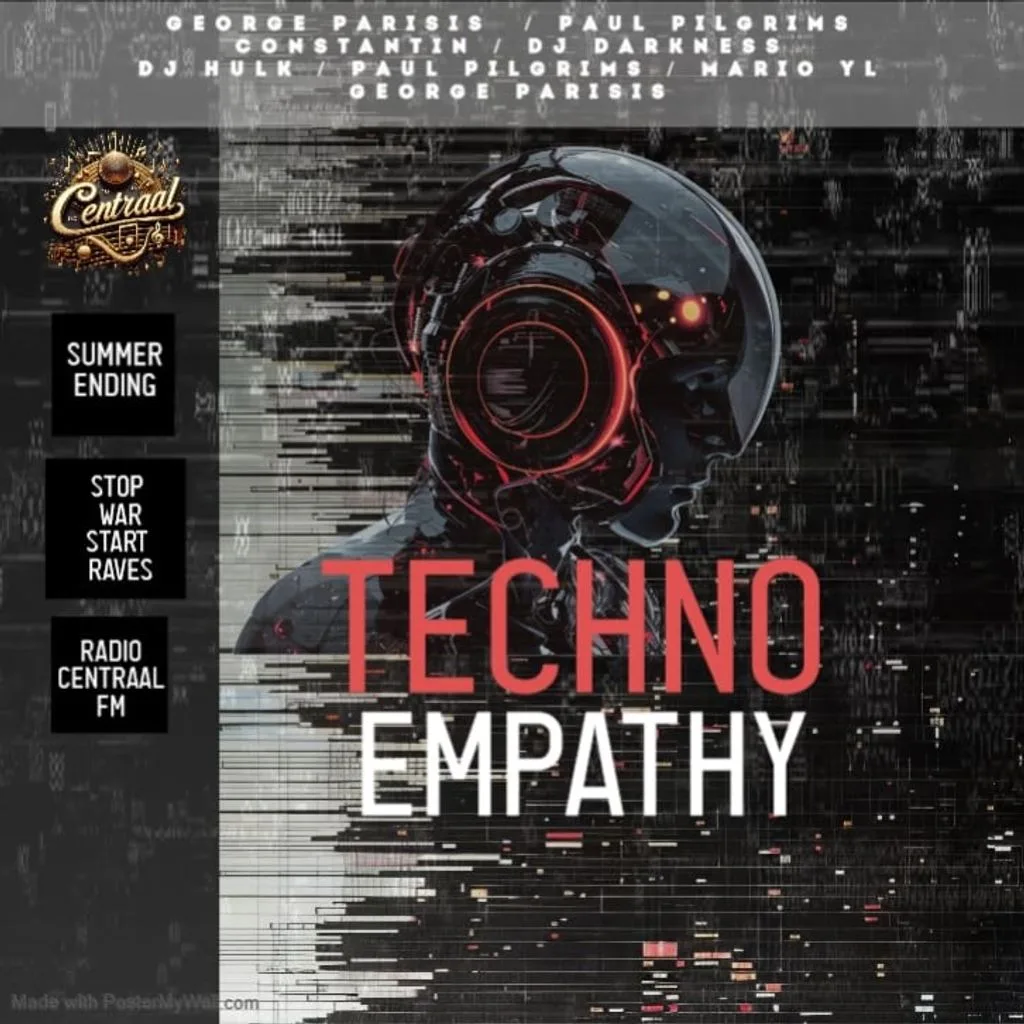 GEORGE PARISIS / PAUL PILGRIMS
CONSTANTIN / DJ DARKNESS
DJ HULK / PAUL PILGRIMS / MARIO YL
GEORGE PARISIS
Centraal
SUMMER
ENDING
STOP
WAR
START
RAVES
RADIO
CENTRAAL
FM
TECHNO
EMPATHY
Made with PosterMyWall.com